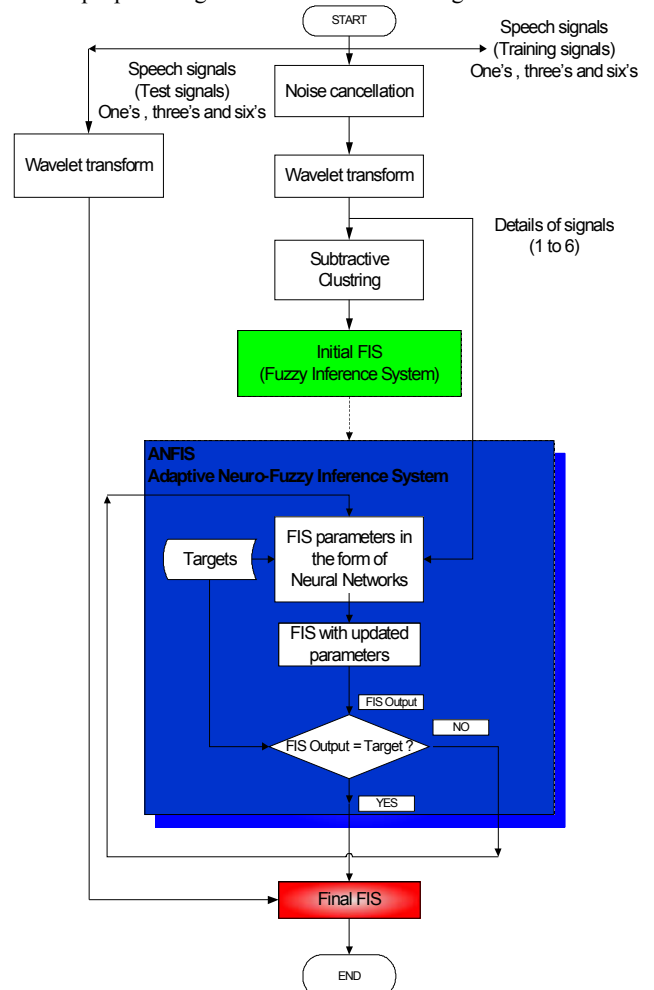 START
Speech signals
(Training signals)
One's , three's and six's
Speech signals
(Test signals)
One's , three's and six's
Noise cancellation
Wavelet transform
Wavelet transform
Details of signals
(1 to 6)
Subtractive
Clustring
Initial FIS
(Fuzzy Inference System)
ANFIS
Adaptive Neuro-Fuzzy Inference System
Targets
FIS parameters in
the form of
Neural Networks
FIS with updated
parameters
FIS Output
NO
FIS Output = Target ?
YES
Final FIS
END